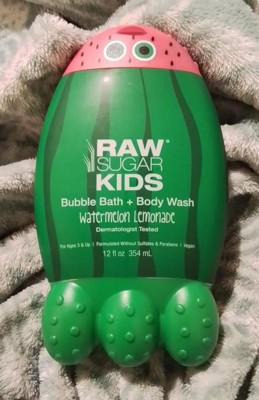 RAW®
SUGAR
KIDS
Bubble Bath + Body Wash
Watermelon Lemonade
Dermatologist Tested
For Ages 3 & Up | Formulated Without Sulfates & Parabens | Vegan
12 fl oz 354 mL